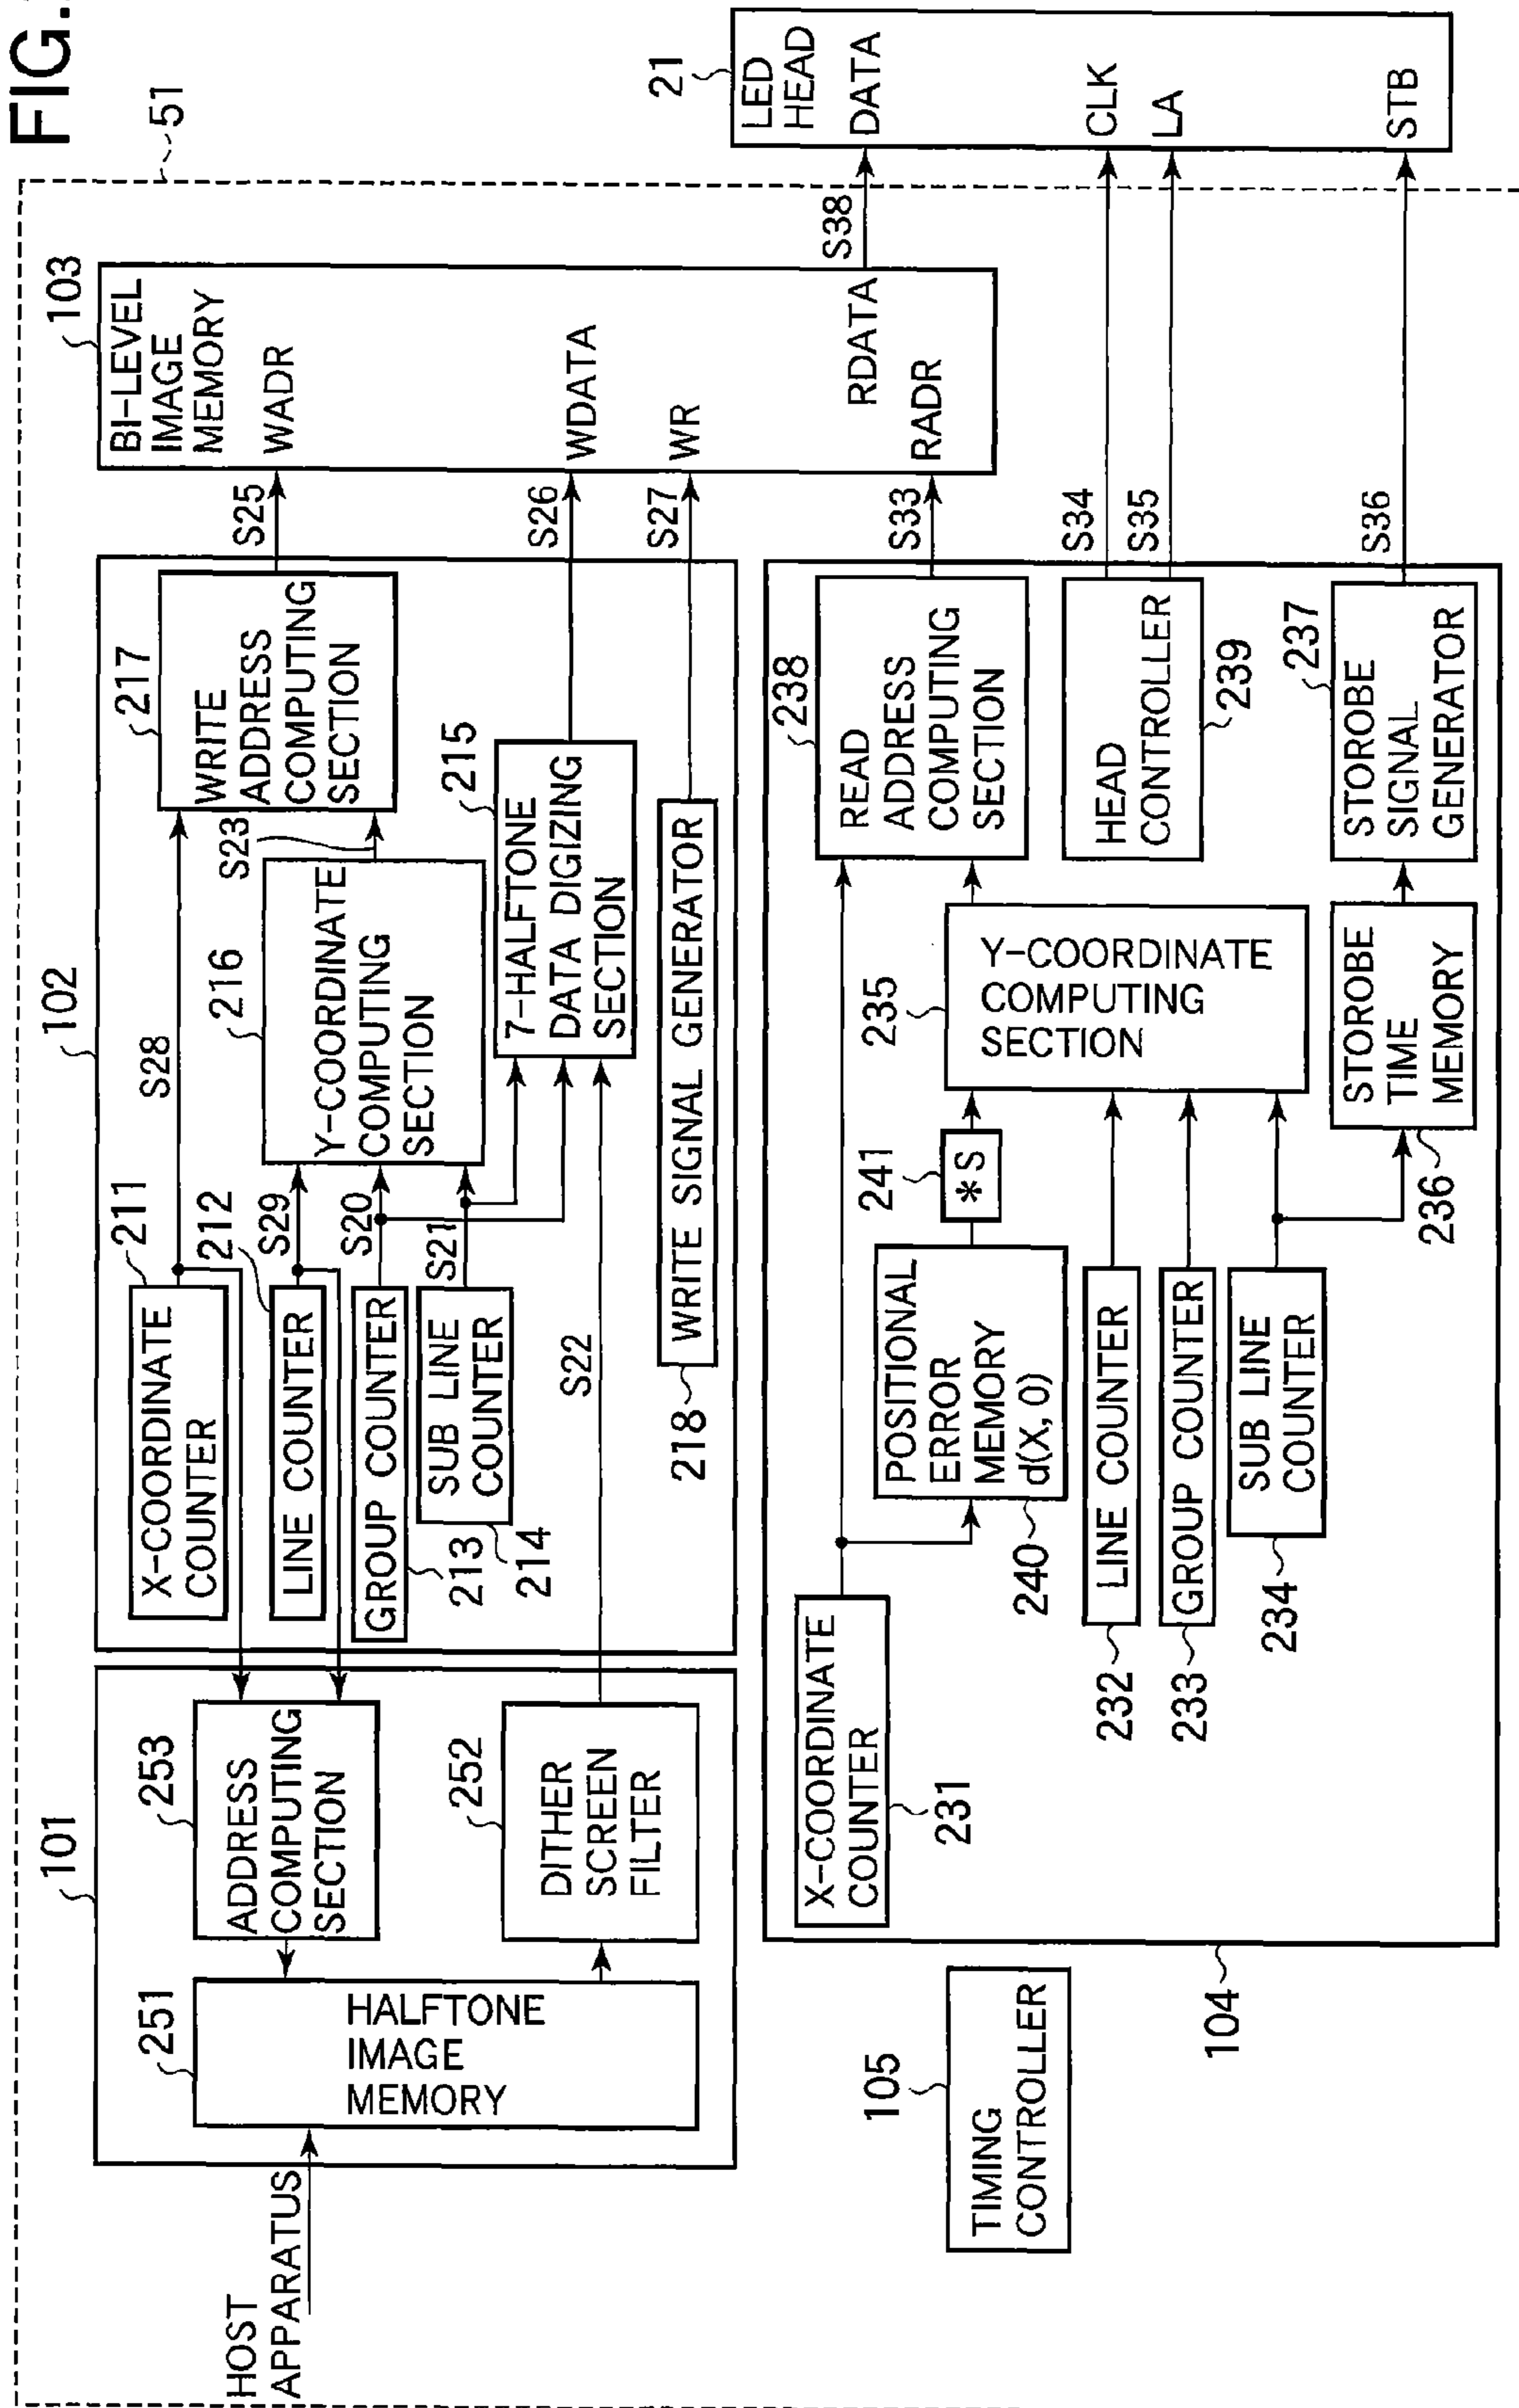 FIG.
51
HOST
APPARATUS
101
251
HALFTONE
IMAGE
MEMORY
253
ADDRESS
COMPUTING
SECTION
252
DITHER
SCREEN
FILTER
102
211
X-COORDINATE
COUNTER
212
LINE COUNTER
GROUP COUNTER
213
SUB LINE
COUNTER
214
S28
S29
S20
S21
S22
216
Y-COORDINATE
COMPUTING
SECTION
S23
217
WRITE
ADDRESS
COMPUTING
SECTION
215
7-HALFTONE
DATA DIGIZING
SECTION
218
WRITE SIGNAL GENERATOR
S25
S26
S27
103
BI-LEVEL
IMAGE
MEMORY
WADR
WDATA
WR
RDATA
RADR
S38
21
LED
HEAD
DATA
CLK
LA
STB
105
TIMING
CONTROLLER
104
X-COORDINATE
COUNTER
231
POSITIONAL
ERROR
MEMORY
d(X, 0)
240
241
*S
LINE COUNTER
232
GROUP COUNTER
233
SUB LINE
COUNTER
234
235
Y-COORDINATE
COMPUTING
SECTION
STOROBE
TIME
MEMORY
236
238
READ
ADDRESS
COMPUTING
SECTION
HEAD
CONTROLLER
239
237
STOROBE
SIGNAL
GENERATOR
S33
S34
S35
S36